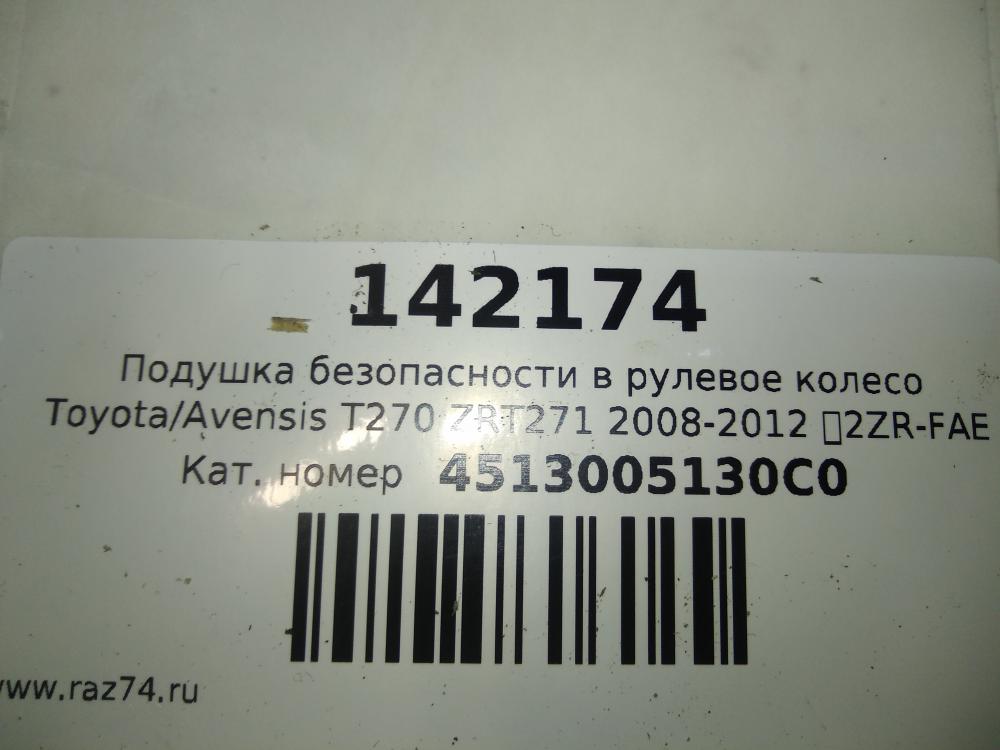 142174
Подушка безопасности в рулевое колесо
Toyota/Avensis T270 ZRT271 2008-2012 ▯2ZR-FAE
Кат. номер 4513005130C0
www.raz74.ru